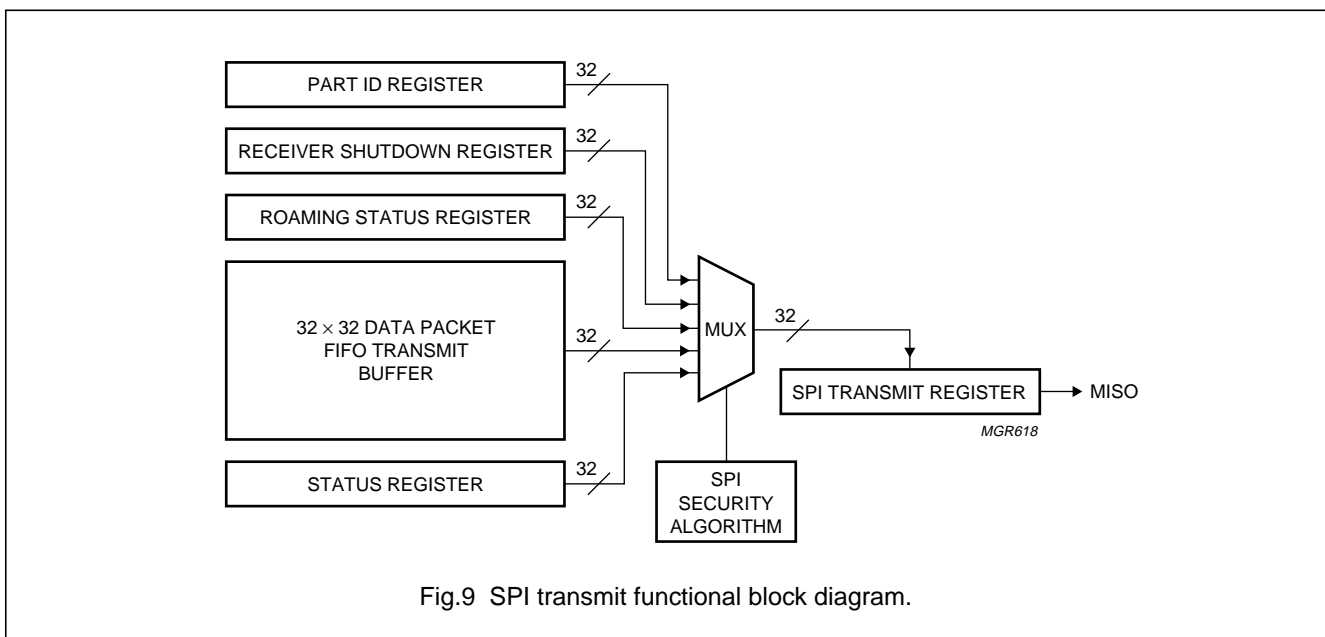 PART ID REGISTER
32
RECEIVER SHUTDOWN REGISTER
32
ROAMING STATUS REGISTER
32
32 × 32 DATA PACKET
FIFO TRANSMIT
BUFFER
32
STATUS REGISTER
32
MUX
32
SPI TRANSMIT REGISTER
MISO
MGR618
SPI
SECURITY
ALGORITHM
Fig.9 SPI transmit functional block diagram.